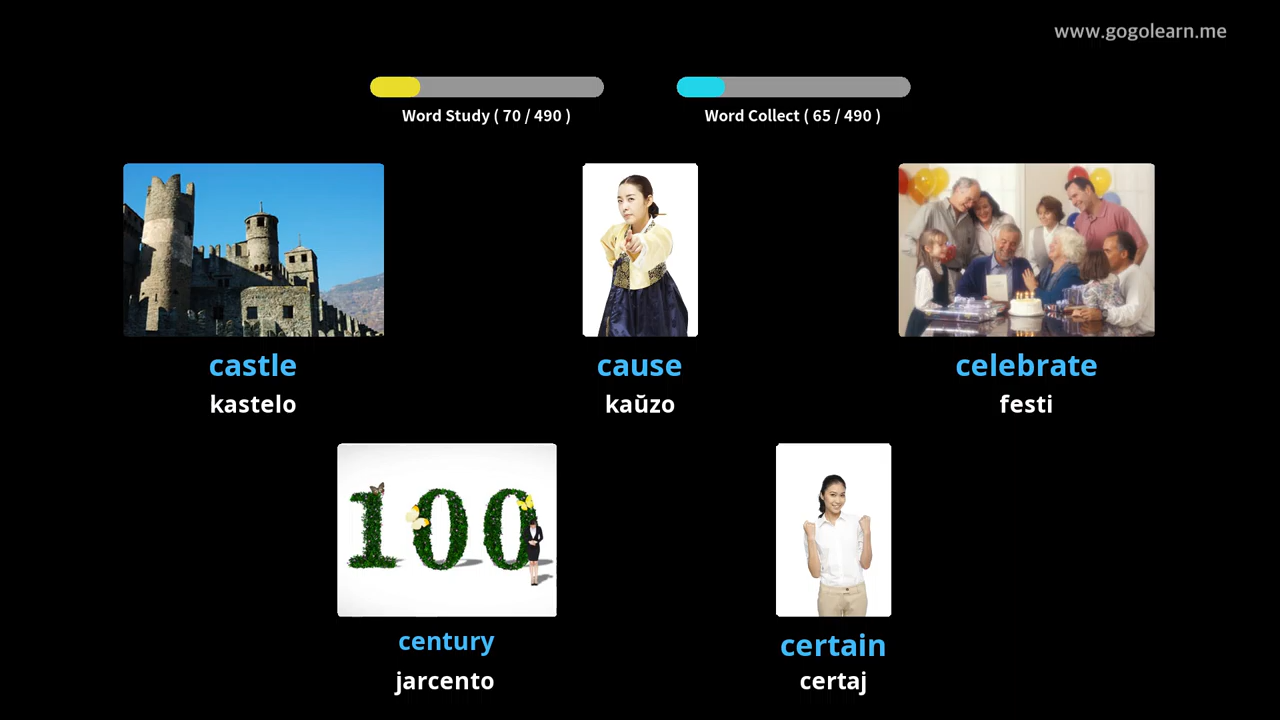 www.gogolearn.me
Word Study ( 70 / 490 )
Word Collect ( 65 / 490 )
castle
kastelo
cause
kaŭzo
celebrate
festi
100
century
jarcento
certain
certaj